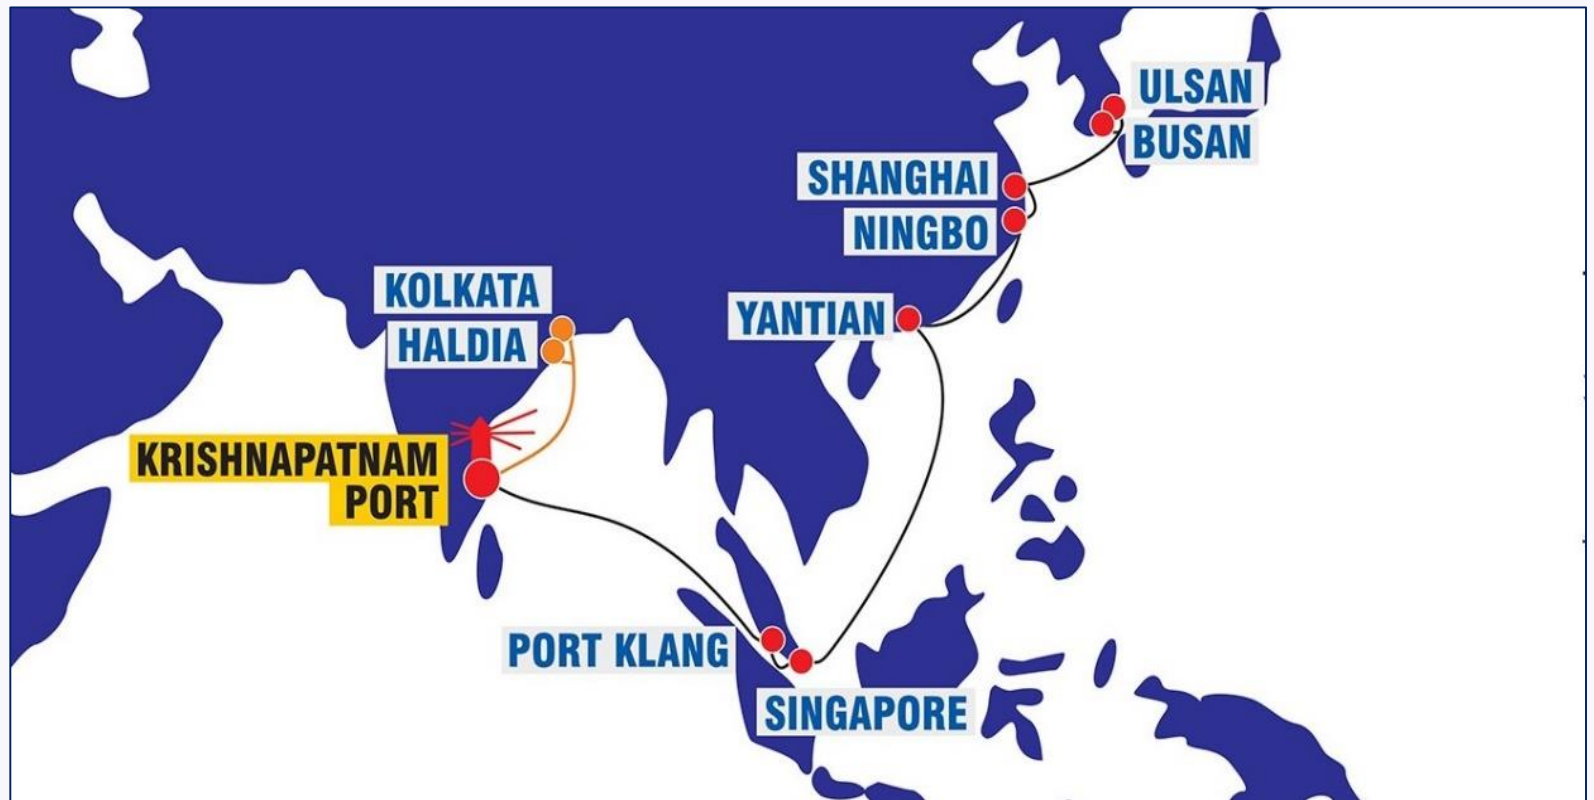 ULSAN
BUSAN
SHANGHAI
NINGBO
KOLKATA
HALDIA
YANTIAN
KRISHNAPATNAM
PORT
PORT KLANG
SINGAPORE